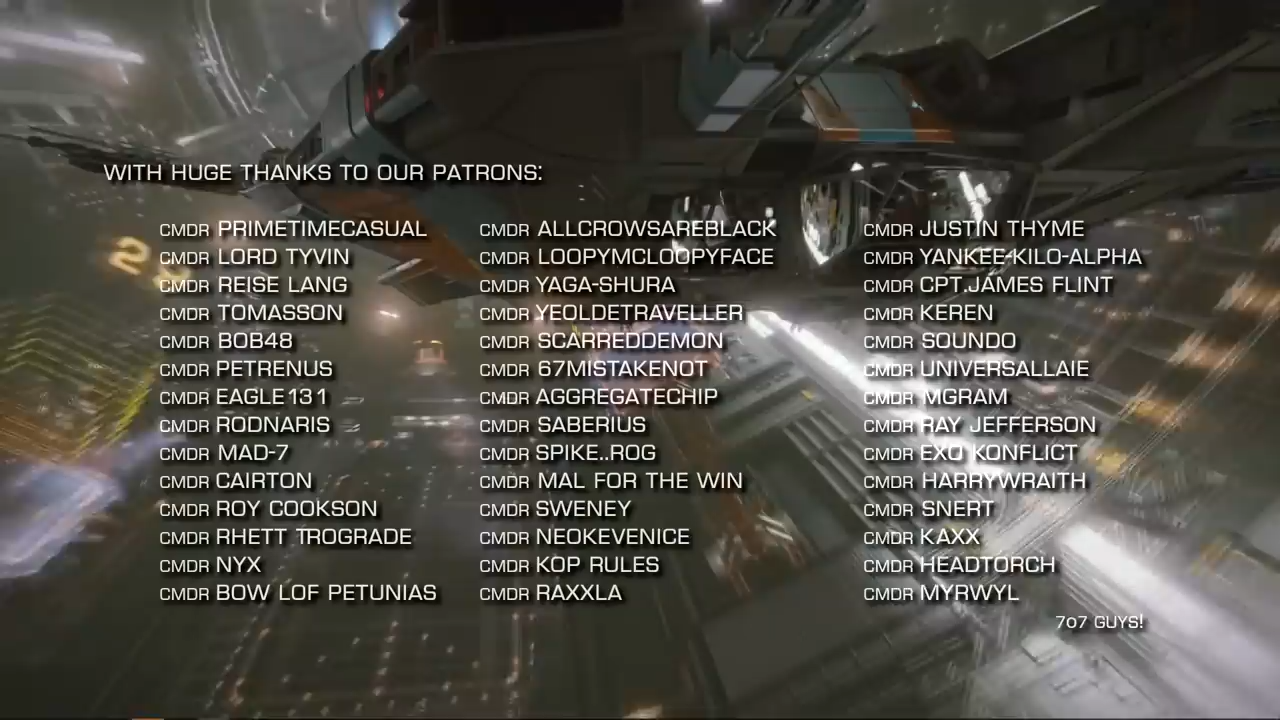 WITH HUGE THANKS TO OUR PATRONS:
CMDR PRIMETIMECASUAL
CMDR LORD TYVIN
CMDR REISE LANG
CMDR TOMASSON
CMDR BOB48
CMDR PETRENUS
CMDR EAGLE131
CMDR RODNARIS
CMDR MAD-7
CMDR CAIRTON
CMDR ROY COOKSON
CMDR RHETT TROGRADE
CMDR NYX
CMDR BOW LOF PETUNIAS
CMDR ALLCROWSAREBLACK
CMDR LOOPYMCLOOPYFACE
CMDR YAGA-SHURA
CMDR YEOLDETRAVELLER
CMDR SCARREDDEMON
CMDR 67MISTAKENOT
CMDR AGGREGATECHIP
CMDR SABERIUS
CMDR SPIKE..ROG
CMDR MAL FOR THE WIN
CMDR SWENEY
CMDR NEOKEVENICE
CMDR KOP RULES
CMDR RAXXLA
CMDR JUSTIN THYME
CMDR YANKEE-KILO-ALPHA
CMDR CPT.JAMES FLINT
CMDR KEREN
CMDR SOUNDO
CMDR UNIVERSALLAIE
CMDR MGRAM
CMDR RAY JEFFERSON
CMDR EXO KONFLICT
CMDR HARRYWRAITH
CMDR SNERT
CMDR KAXX
CMDR HEADTORCH
CMDR MYRWYL
7o7 GUYS!